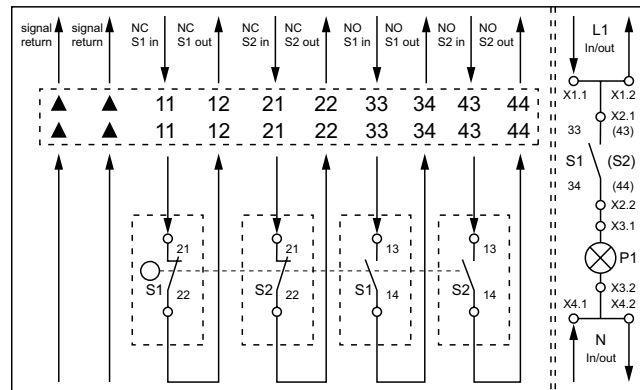 signal return
signal return
NC S1 in
NC S1 out
NC S2 in
NC S2 out
NO S1 in
NO S1 out
NO S2 in
NO S2 out
11 12 21 22 33 34 43 44
11 12 21 22 33 34 43 44
21 21 13 13
S1 S2 S1 S2
22 22 14 14
L1
In/out
X1.1 X1.2
X2.1
33 (43)
S1 (S2)
34 (44)
X2.2
X3.1
P1
X3.2
X4.1 X4.2
N
In/out